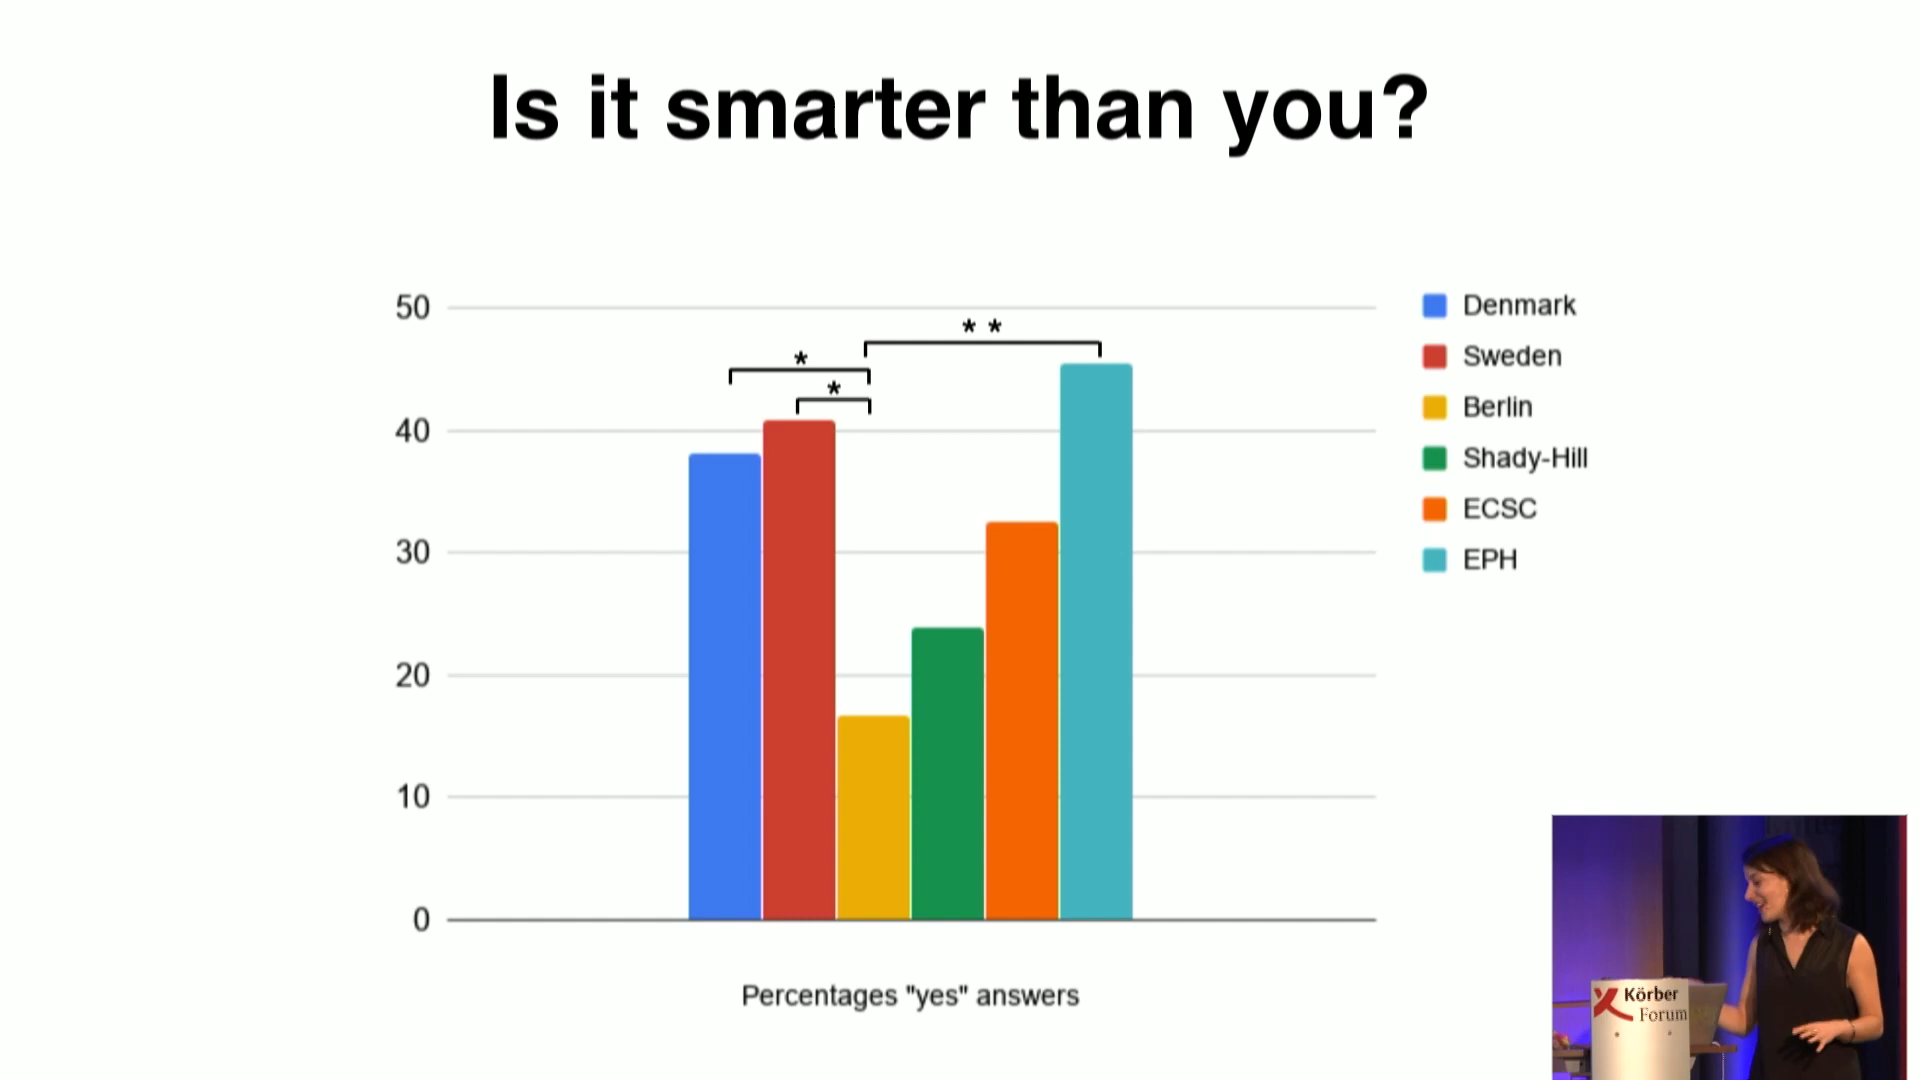 Is it smarter than you?
50
40
30
20
10
0
* *
*
*
Denmark
Sweden
Berlin
Shady-Hill
ECSC
EPH
Percentages "yes" answers
Körber
Forum